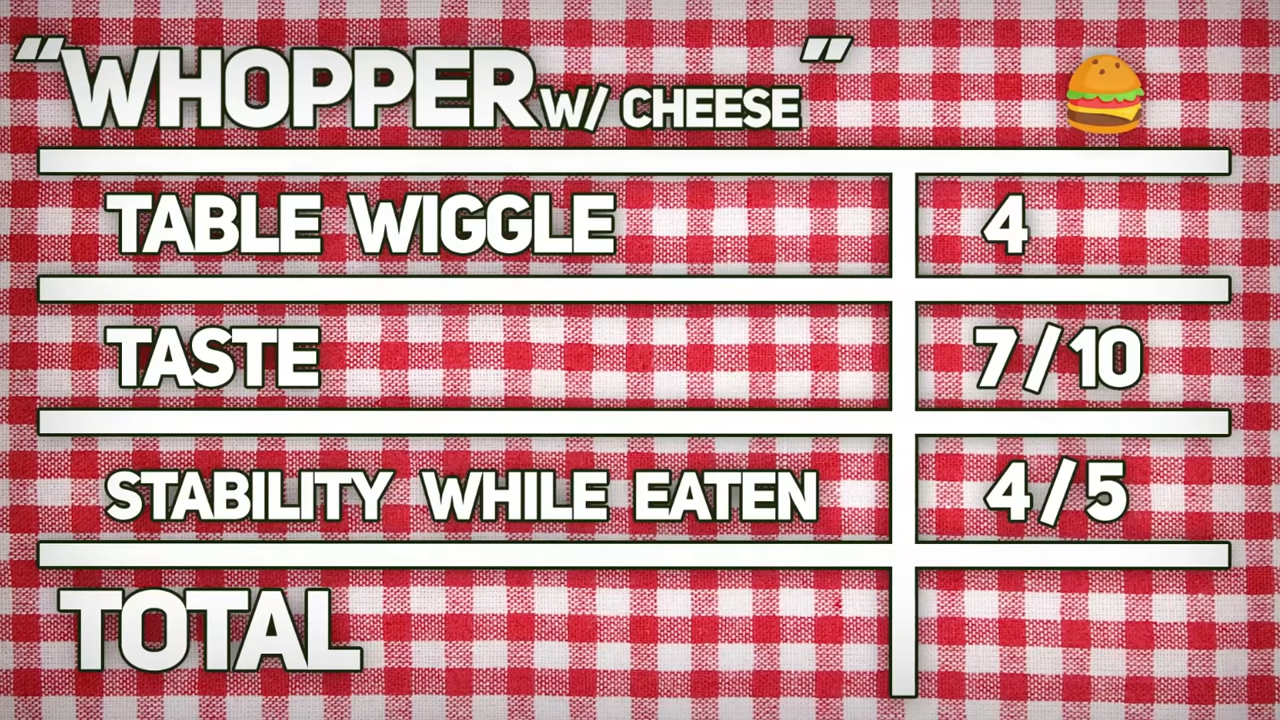 "WHOPPER W/ CHEESE"
TABLE WIGGLE 4
TASTE 7/10
STABILITY WHILE EATEN 4/5
TOTAL